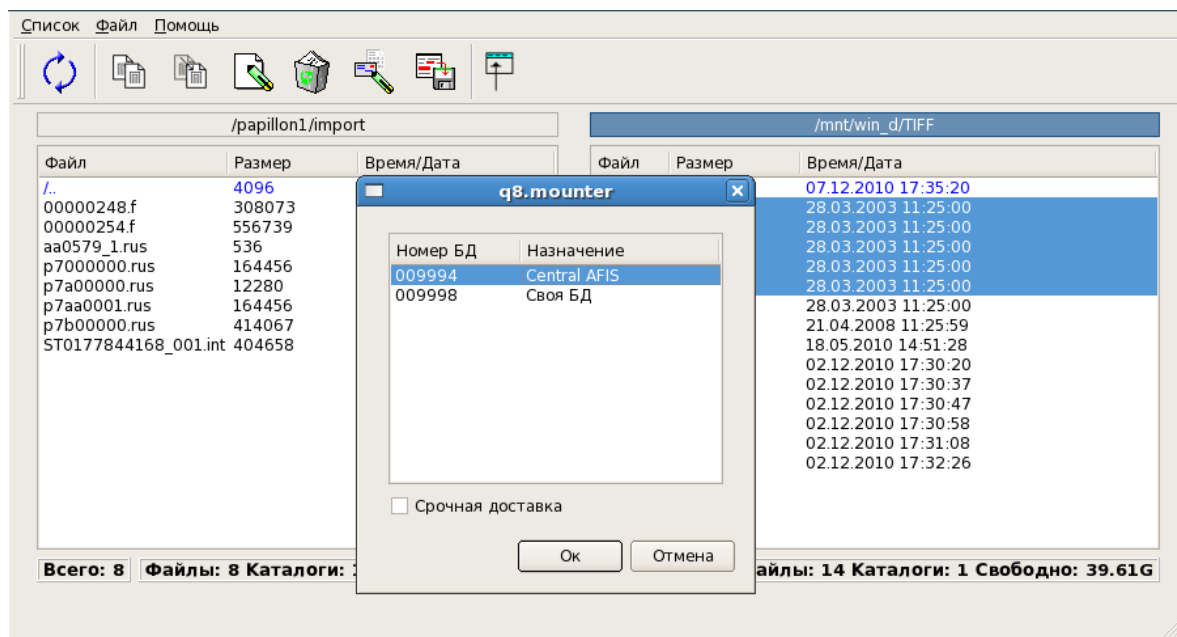 Список Файл Помощь
/papillon1/import
/mnt/win_d/TIFF
Файл Размер Время/Дата
Файл Размер Время/Дата
/.. 4096
00000248.f 308073
00000254.f 556739
aa0579_1.rus 536
p7000000.rus 164456
p7a00000.rus 12280
p7aa0001.rus 164456
p7b00000.rus 414067
ST0177844168_001.int 404658
q8.mounter
Номер БД Назначение
009994 Central AFIS
009998 Своя БД
Срочная доставка
Ок Отмена
07.12.2010 17:35:20
28.03.2003 11:25:00
28.03.2003 11:25:00
28.03.2003 11:25:00
28.03.2003 11:25:00
28.03.2003 11:25:00
28.03.2003 11:25:00
21.04.2008 11:25:59
18.05.2010 14:51:28
02.12.2010 17:30:20
02.12.2010 17:30:37
02.12.2010 17:30:47
02.12.2010 17:30:58
02.12.2010 17:31:08
02.12.2010 17:32:26
Всего: 8 Файлы: 8 Каталоги:
айлы: 14 Каталоги: 1 Свободно: 39.61G